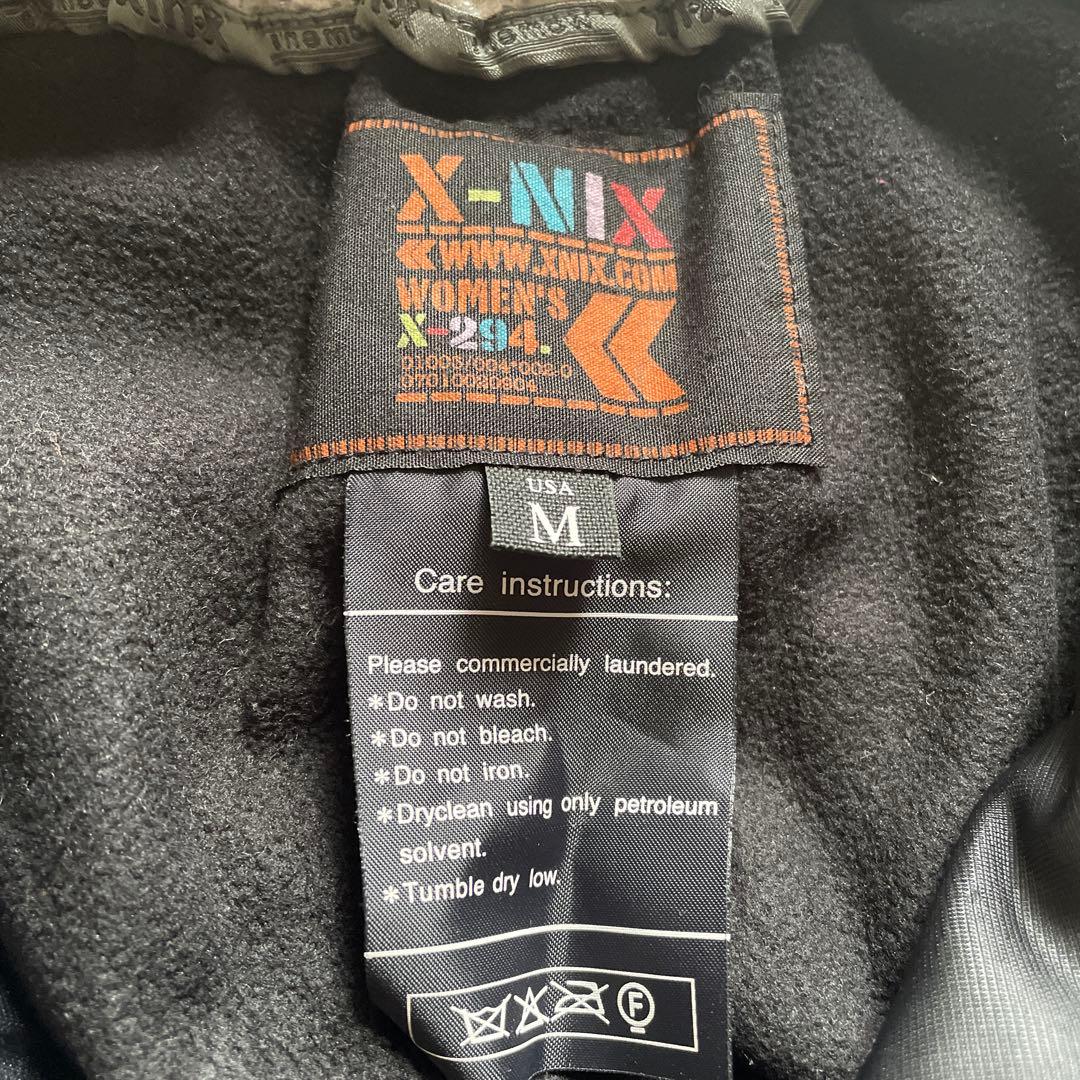 X-NIX
WWW.XNIX.COM
WOMEN'S
X-294.
USA
M
Care instructions:
Please commercially laundered.
*Do not wash.
*Do not bleach.
*Do not iron.
*Dryclean using only petroleum
solvent.
*Tumble dry low.
F